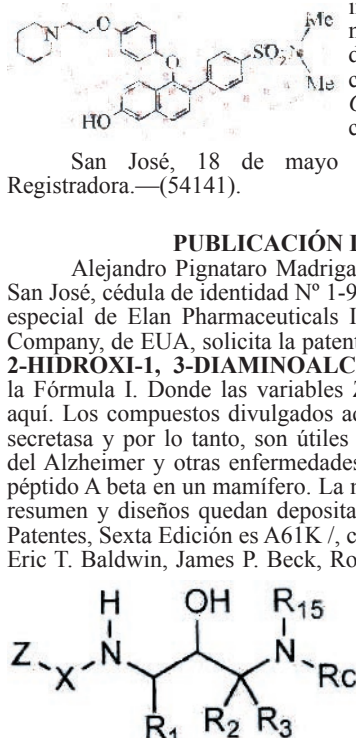 Me
SO₂N
Me
N
O
O
HO
San José, 18 de mayo
Registradora.—(54141).
PUBLICACIÓN
Alejandro Pignataro Madriga
San José, cédula de identidad Nº 1-9
especial de Elan Pharmaceuticals I
Company, de EUA, solicita la patent
2-HIDROXI-1, 3-DIAMINOALC
la Fórmula I. Donde las variables
aquí. Los compuestos divulgados ac
secretasa y por lo tanto, son útiles
del Alzheimer y otras enfermedades
péptido A beta en un mamífero. La
resumen y diseños quedan deposita
Patentes, Sexta Edición es A61K /, c
Eric T. Baldwin, James P. Beck, Ro
H OH R₁₅
Z X N N Rc
R₁ R₂ R₃